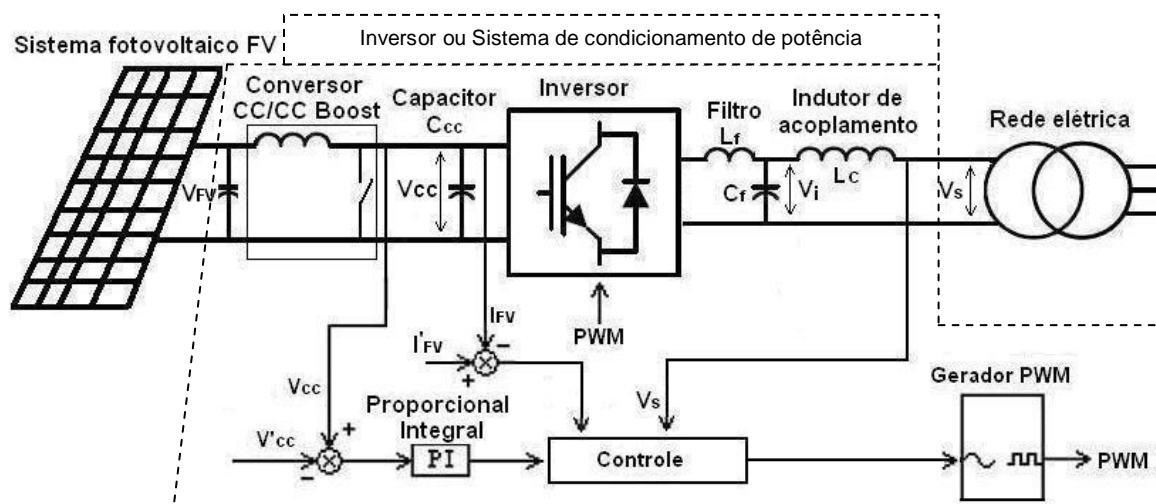 Inversor ou Sistema de condicionamento de potência
Sistema fotovoltaico FV
Conversor
CC/CC Boost
Capacitor
Ccc
Inversor
Filtro
Lf
Indutor de
acoplamento
Lc
Rede elétrica
VFV
Vcc
Cf
Vi
Vs
PWM
IFV
I'FV
-
+
Vcc
Vs
Gerador PWM
Proporcional
Integral
V'cc
+
-
PI
Controle
PWM